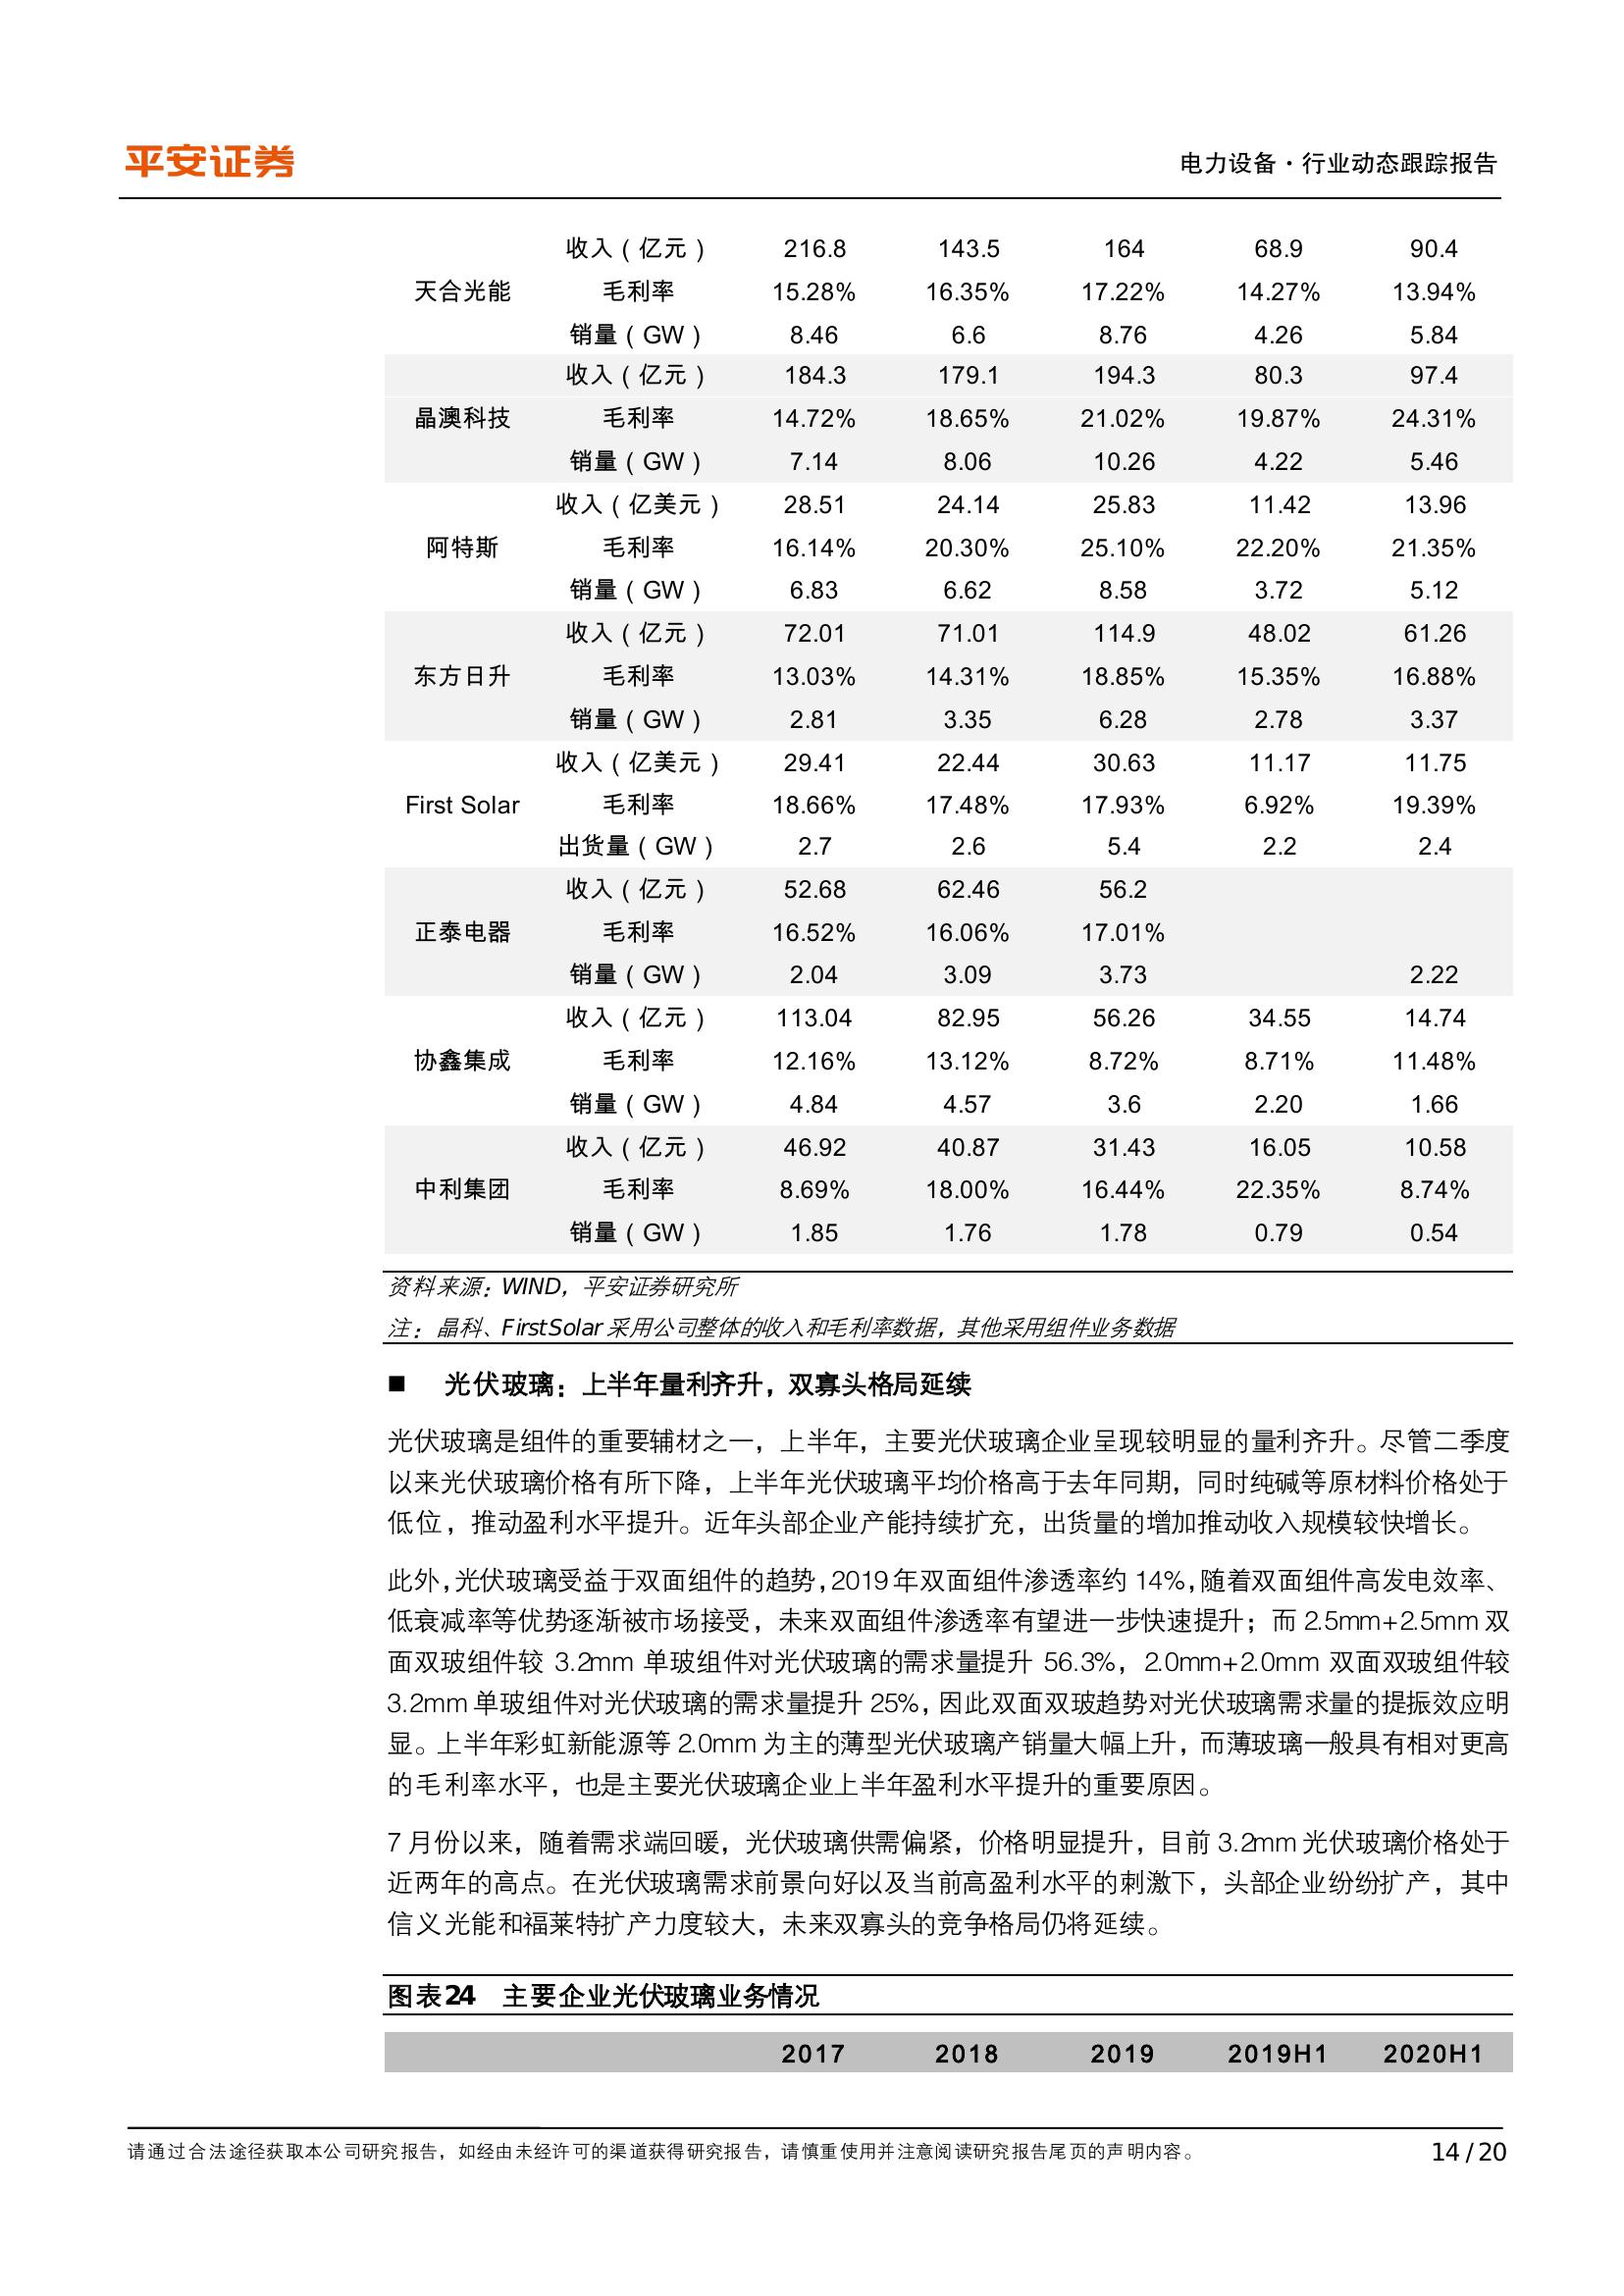 平安证券
电力设备·行业动态跟踪报告
收入（亿元） 216.8 143.5 164 68.9 90.4
天合光能 毛利率 15.28% 16.35% 17.22% 14.27% 13.94%
销量（GW） 8.46 6.6 8.76 4.26 5.84
收入（亿元） 184.3 179.1 194.3 80.3 97.4
晶澳科技 毛利率 14.72% 18.65% 21.02% 19.87% 24.31%
销量（GW） 7.14 8.06 10.26 4.22 5.46
收入（亿美元） 28.51 24.14 25.83 11.42 13.96
阿特斯 毛利率 16.14% 20.30% 25.10% 22.20% 21.35%
销量（GW） 6.83 6.62 8.58 3.72 5.12
收入（亿元） 72.01 71.01 114.9 48.02 61.26
东方日升 毛利率 13.03% 14.31% 18.85% 15.35% 16.88%
销量（GW） 2.81 3.35 6.28 2.78 3.37
收入（亿美元） 29.41 22.44 30.63 11.17 11.75
First Solar 毛利率 18.66% 17.48% 17.93% 6.92% 19.39%
出货量（GW） 2.7 2.6 5.4 2.2 2.4
收入（亿元） 52.68 62.46 56.2
正泰电器 毛利率 16.52% 16.06% 17.01%
销量（GW） 2.04 3.09 3.73 2.22
收入（亿元） 113.04 82.95 56.26 34.55 14.74
协鑫集成 毛利率 12.16% 13.12% 8.72% 8.71% 11.48%
销量（GW） 4.84 4.57 3.6 2.20 1.66
收入（亿元） 46.92 40.87 31.43 16.05 10.58
中利集团 毛利率 8.69% 18.00% 16.44% 22.35% 8.74%
销量（GW） 1.85 1.76 1.78 0.79 0.54
资料来源：WIND，平安证券研究所
注：晶科、FirstSolar 采用公司整体的收入和毛利率数据，其他采用组件业务数据
■ 光伏玻璃：上半年量利齐升，双寡头格局延续
光伏玻璃是组件的重要辅材之一，上半年，主要光伏玻璃企业呈现较明显的量利齐升。尽管二季度
以来光伏玻璃价格有所下降，上半年光伏玻璃平均价格高于去年同期，同时纯碱等原材料价格处于
低位，推动盈利水平提升。近年头部企业产能持续扩充，出货量的增加推动收入规模较快增长。
此外，光伏玻璃受益于双面组件的趋势，2019 年双面组件渗透率约 14%，随着双面组件高发电效率、
低衰减率等优势逐渐被市场接受，未来双面组件渗透率有望进一步快速提升；而 2.5mm+2.5mm 双
面双玻组件较 3.2mm 单玻组件对光伏玻璃的需求量提升 56.3%，2.0mm+2.0mm 双面双玻组件较
3.2mm 单玻组件对光伏玻璃的需求量提升 25%，因此双面双玻趋势对光伏玻璃需求量的提振效应明
显。上半年彩虹新能源等 2.0mm 为主的薄型光伏玻璃产销量大幅上升，而薄玻璃一般具有相对更高
的毛利率水平，也是主要光伏玻璃企业上半年盈利水平提升的重要原因。
7 月份以来，随着需求端回暖，光伏玻璃供需偏紧，价格明显提升，目前 3.2mm 光伏玻璃价格处于
近两年的高点。在光伏玻璃需求前景向好以及当前高盈利水平的刺激下，头部企业纷纷扩产，其中
信义光能和福莱特扩产力度较大，未来双寡头的竞争格局仍将延续。
图表24 主要企业光伏玻璃业务情况
2017 2018 2019 2019H1 2020H1
请通过合法途径获取本公司研究报告，如经由未经许可的渠道获得研究报告，请慎重使用并注意阅读研究报告尾页的声明内容。
14 / 20